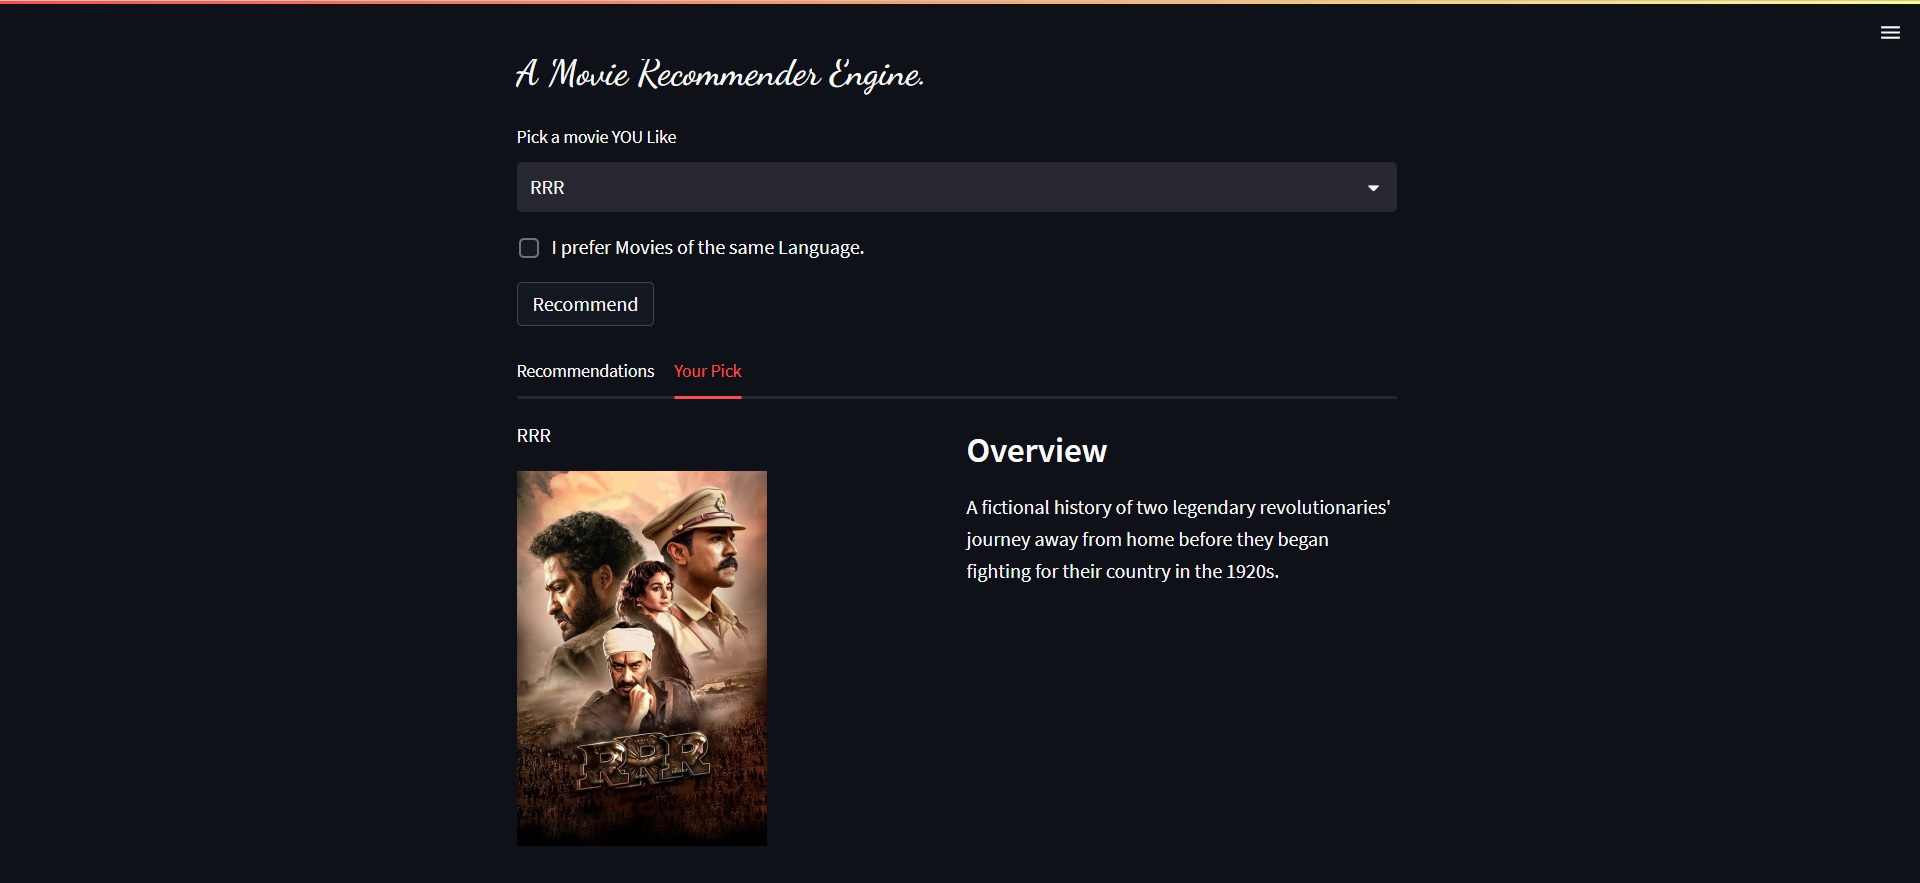 A Movie Recommender Engine.
Pick a movie YOU Like
RRR
I prefer Movies of the same Language.
Recommend
Recommendations Your Pick
RRR
Overview
A fictional history of two legendary revolutionaries'
journey away from home before they began
fighting for their country in the 1920s.
RRR